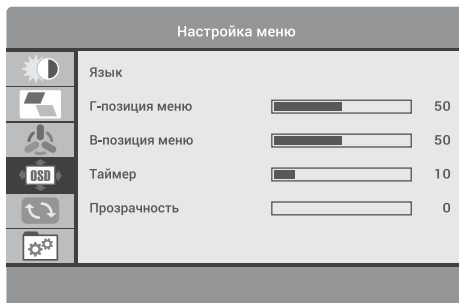 Настройка меню
Язык
Г-позиция меню 50
В-позиция меню 50
OSD
Таймер 10
Прозрачность 0